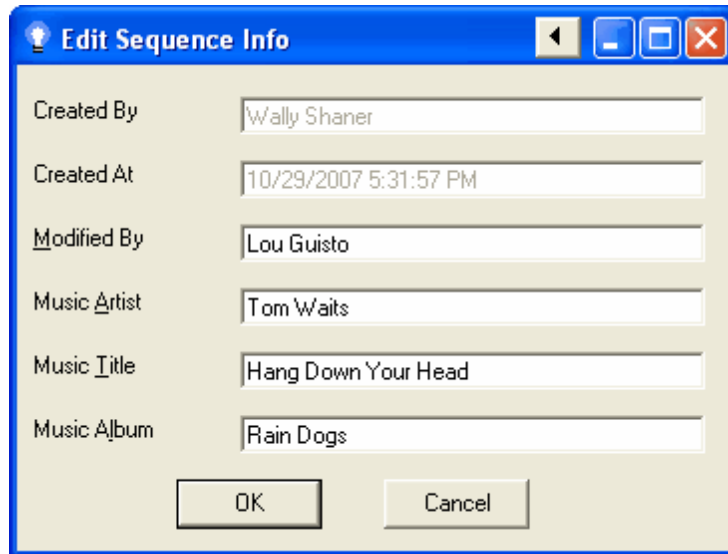 Edit Sequence Info
Created By Wally Shaner
Created At 10/29/2007 5:31:57 PM
Modified By Lou Guisto
Music Artist Tom Waits
Music Title Hang Down Your Head
Music Album Rain Dogs
OK Cancel